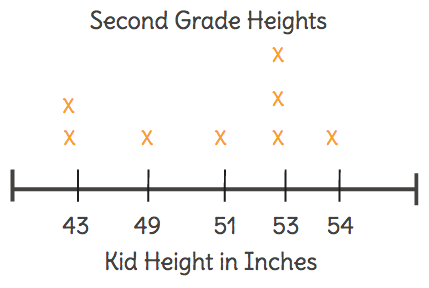 Second Grade Heights
X
X X
X X X X X
43 49 51 53 54
Kid Height in Inches